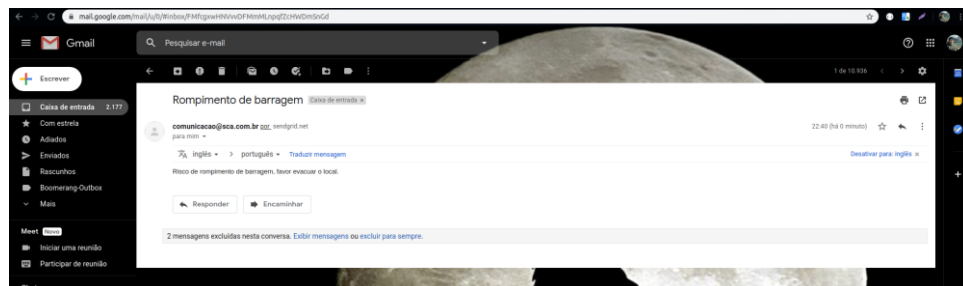 mail.google.com/mail/u/0/#inbox/FMfcgxwHNVvvDFMmMLnpqfZcHWDmSnGd
Gmail
Pesquisar e-mail
Escrever
1 de 10.936
Caixa de entrada 2.177
Com estrela
Adiados
Enviados
Rascunhos
Boomerang-Outbox
Mais
Meet Novo
Iniciar uma reunião
Participar de reunião
Rompimento de barragem Caixa de entrada x
comunicacao@sca.com.br por sendgrid.net
22:40 (há 0 minuto)
para mim
inglês > português Traduzir mensagem
Desativar para: inglês x
Risco de rompimento de barragem, favor evacuar o local.
Responder Encaminhar
2 mensagens excluídas nesta conversa. Exibir mensagens ou excluir para sempre.